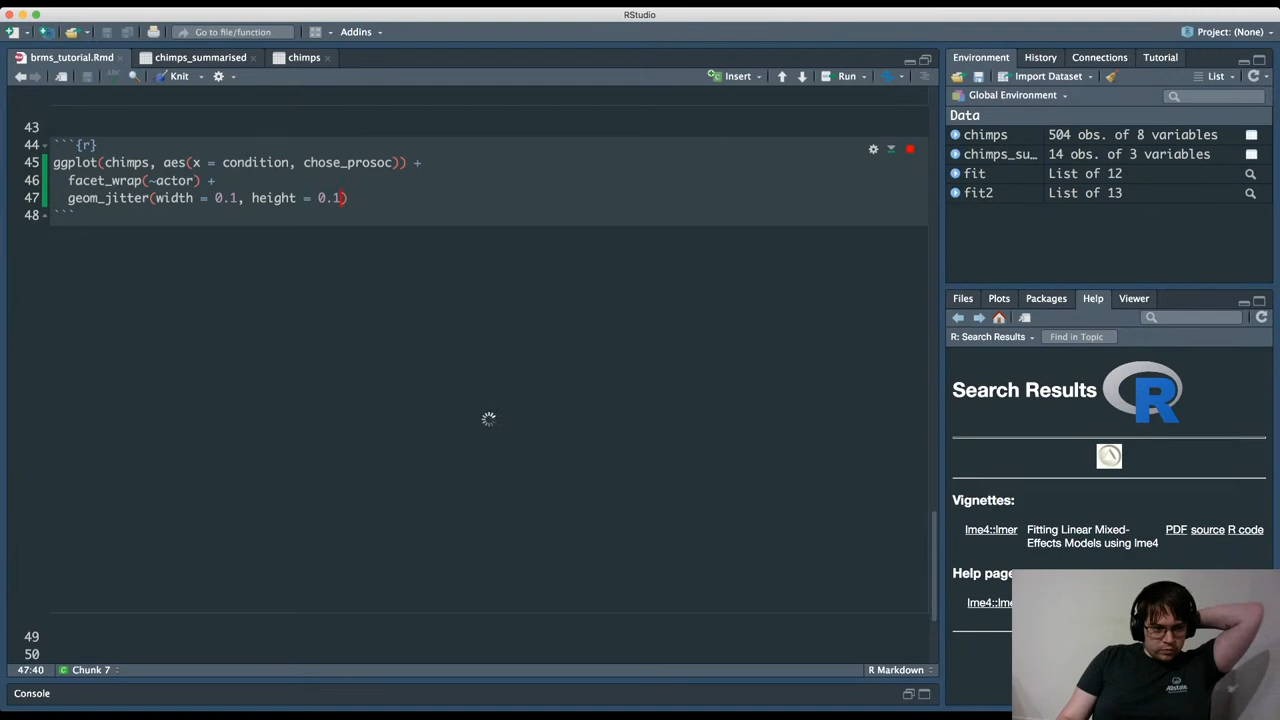 RStudio
Go to file/function
Addins
Project: (None)
brms_tutorial.Rmd
chimps_summarised
chimps
Knit
Insert
Run
43
44 ```{r}
45 ggplot(chimps, aes(x = condition, chose_prosoc)) +
46 facet_wrap(~actor) +
47 geom_jitter(width = 0.1, height = 0.1)
48 ```
49
50
47:40
Chunk 7
R Markdown
Console
Environment
History
Connections
Tutorial
Import Dataset
List
Global Environment
Data
chimps 504 obs. of 8 variables
chimps_su… 14 obs. of 3 variables
fit List of 12
fit2 List of 13
Files
Plots
Packages
Help
Viewer
R: Search Results
Find in Topic
Search Results R
Vignettes:
lme4::lmer Fitting Linear Mixed- PDF source R code
Effects Models using lme4
Help page
lme4::lme